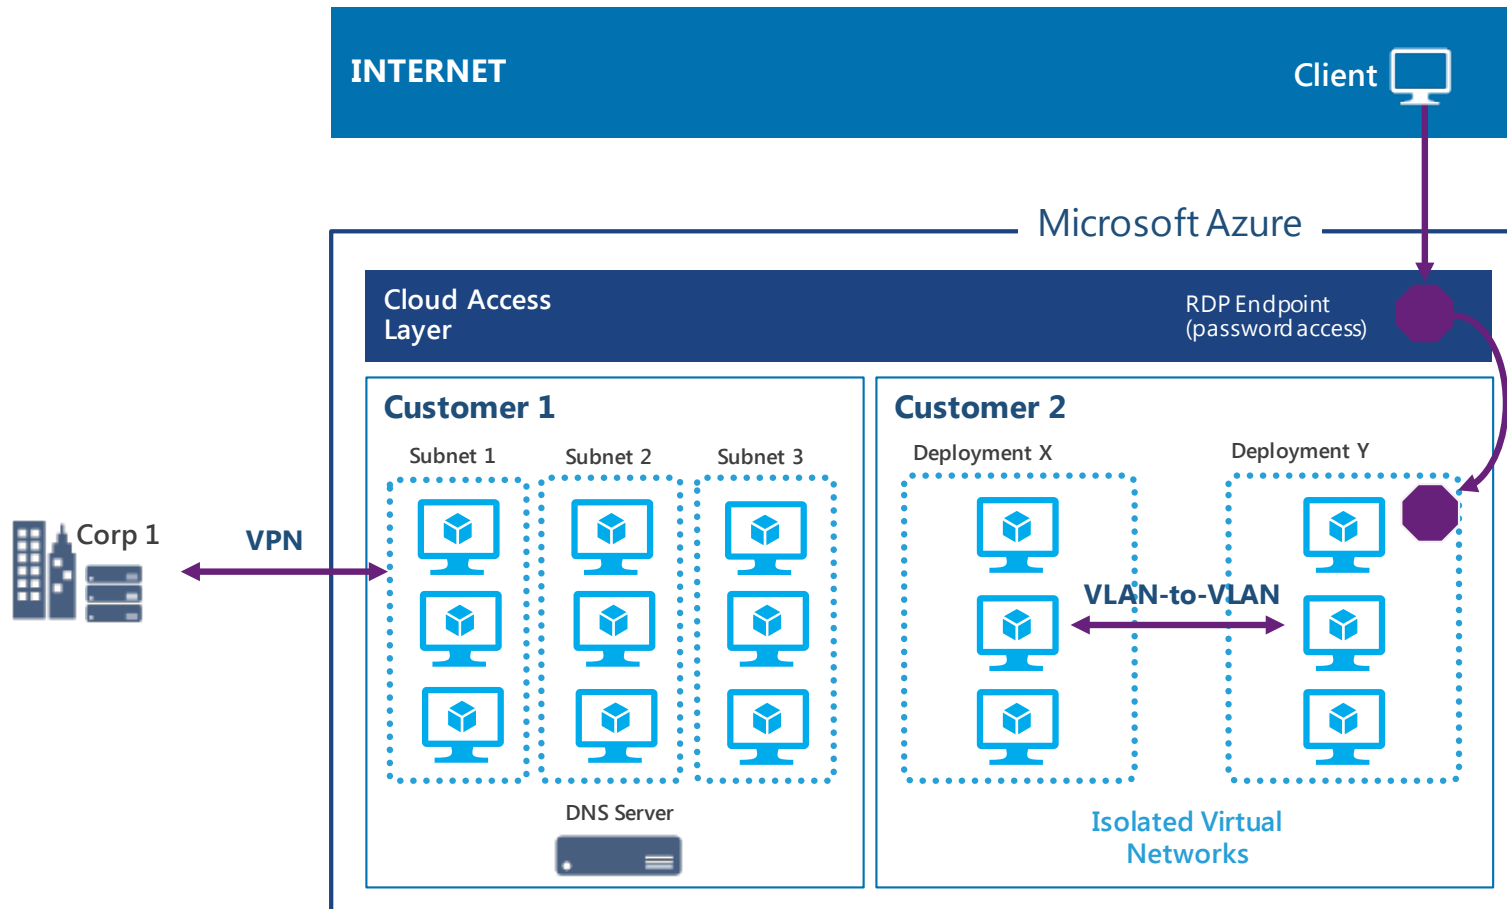 INTERNET
Client
Microsoft Azure
Cloud Access
Layer
RDP Endpoint
(password access)
Customer 1
Customer 2
Subnet 1
Subnet 2
Subnet 3
Deployment X
Deployment Y
Corp 1
VPN
VLAN-to-VLAN
DNS Server
Isolated Virtual
Networks